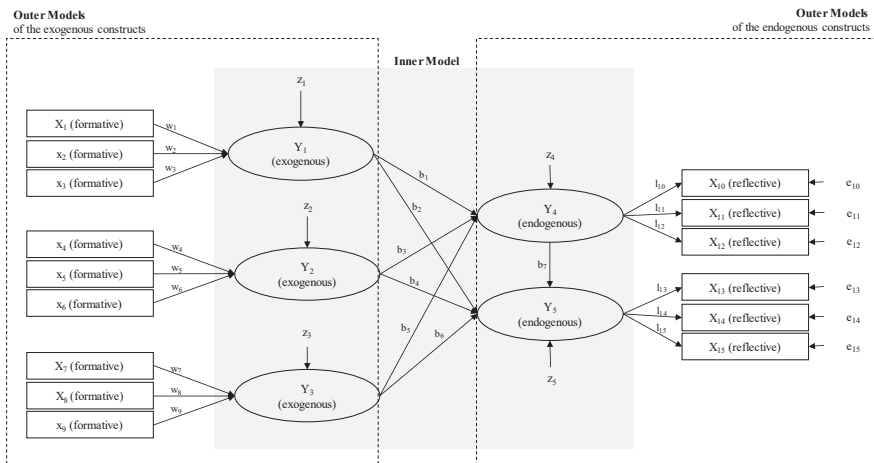 Outer Models
of the exogenous constructs
Outer Models
of the endogenous constructs
Inner Model
z1
X1 (formative)
x2 (formative)
x3 (formative)
w1
w2
w3
Y1
(exogenous)
z2
x4 (formative)
x5 (formative)
x6 (formative)
w4
w5
w6
Y2
(exogenous)
z3
X7 (formative)
X8 (formative)
x9 (formative)
w7
w8
w9
Y3
(exogenous)
b1
b2
b3
b4
b5
b6
z4
Y4
(endogenous)
b7
Y5
(endogenous)
z5
l10
l11
l12
X10 (reflective)
X11 (reflective)
X12 (reflective)
e10
e11
e12
l13
l14
l15
X13 (reflective)
X14 (reflective)
X15 (reflective)
e13
e14
e15